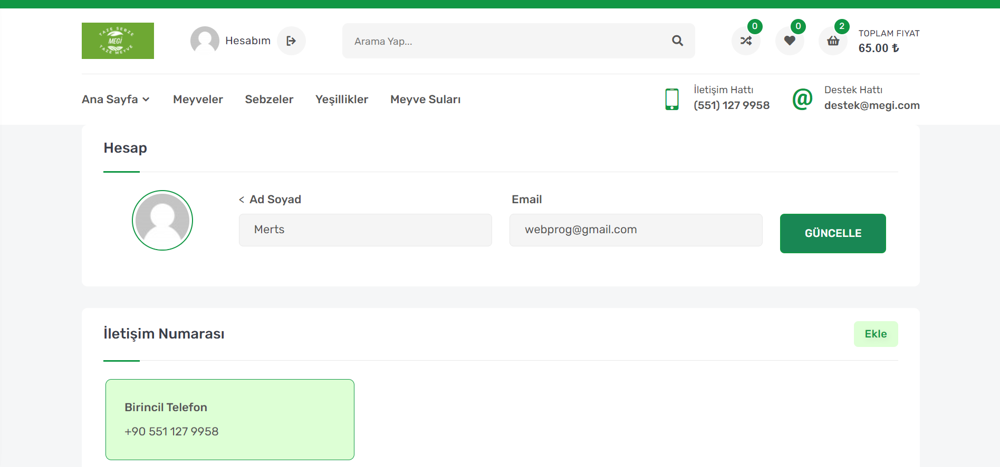 TAZE SEBZE
MEGİ
TAZE MEYVE
Hesabım
Arama Yap...
0
0
2
TOPLAM FIYAT
65.00 ₺
Ana Sayfa
Meyveler
Sebzeler
Yeşillikler
Meyve Suları
İletişim Hattı
(551) 127 9958
@
Destek Hattı
destek@megi.com
Hesap
< Ad Soyad
Email
Merts
webprog@gmail.com
GÜNCELLE
İletişim Numarası
Ekle
Birincil Telefon
+90 551 127 9958